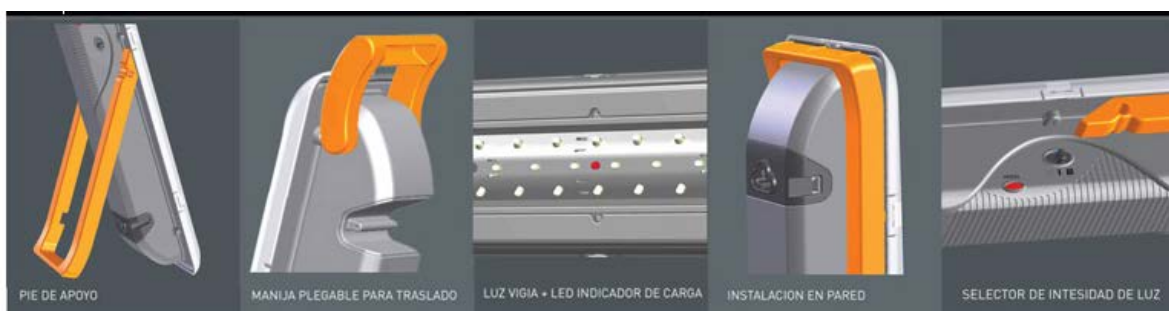 PIE DE APOYO
MANIJA PLEGABLE PARA TRASLADO
LUZ VIGIA + LED INDICADOR DE CARGA
INSTALACION EN PARED
SELECTOR DE INTESIDAD DE LUZ